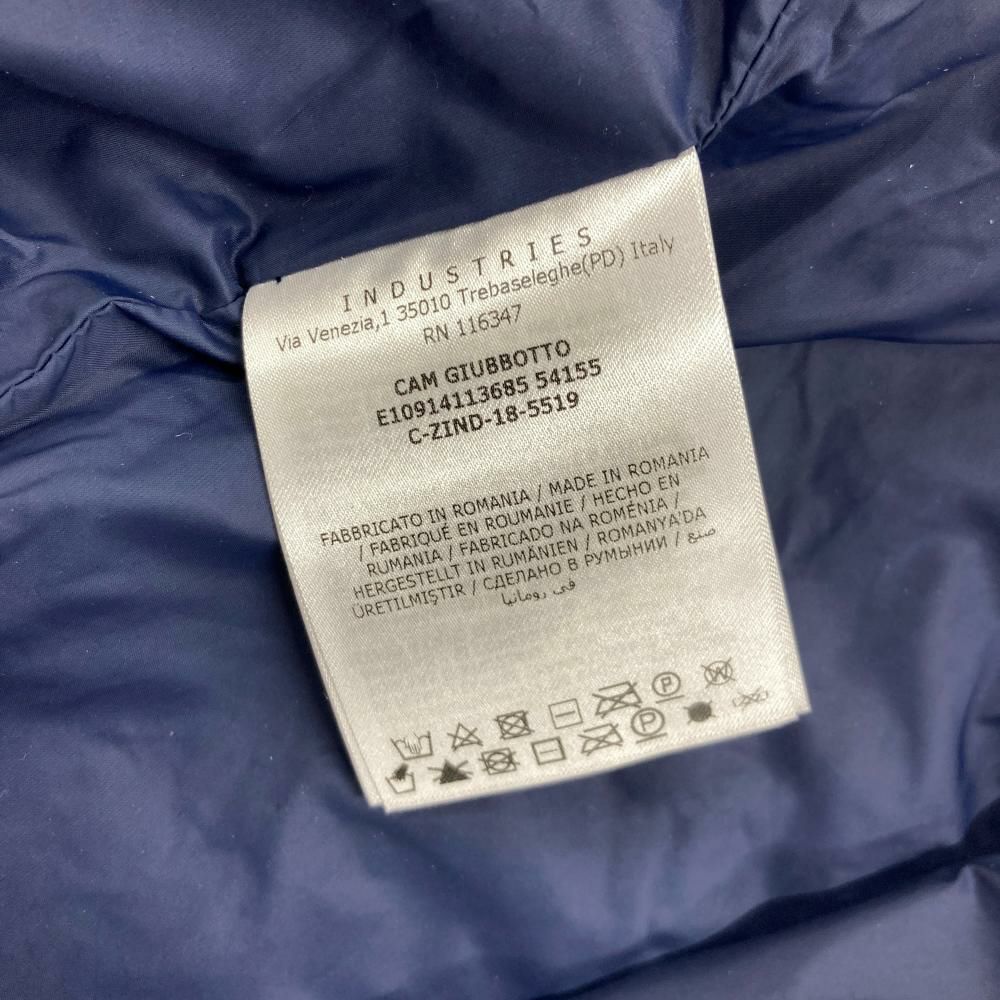 INDUSTRIES
Via Venezia,1 35010 Trebaseleghe(PD) Italy
RN 116347
CAM GIUBBOTTO
E10914113685 54155
C-ZIND-18-5519
FABBRICATO IN ROMANIA / MADE IN ROMANIA
/ FABRIQUÉ EN ROUMANIE / HECHO EN
RUMANIA / FABRICADO NA ROMÉNIA /
HERGESTELLT IN RUMÄNIEN / ROMANYA'DA
ÜRETILMIŞTIR / СДЕЛАНО В РУМЫНИИ / صنع
في رومانيا